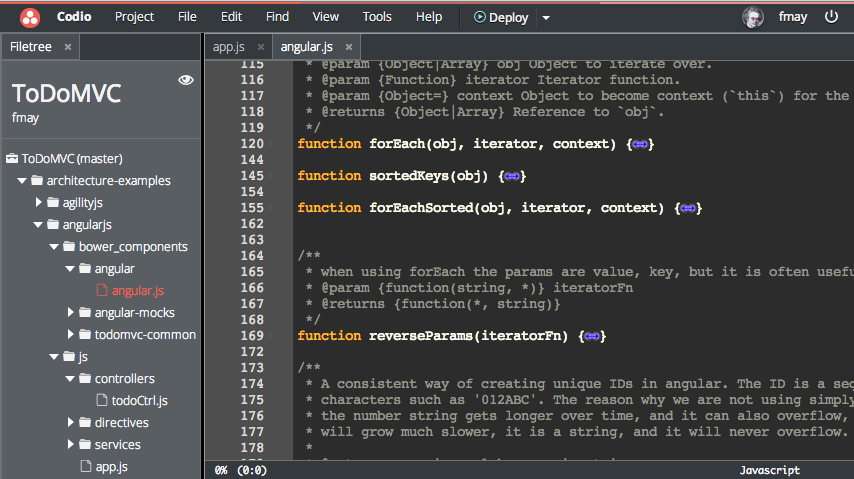 Codio Project File Edit Find View Tools Help Deploy fmay
Filetree × app.js × angular.js ×
ToDoMVC
fmay
ToDoMVC (master)
architecture-examples
agilityjs
angularjs
bower_components
angular
angular.js
angular-mocks
todomvc-common
js
controllers
todoCtrl.js
directives
services
app.js
115 * @param {Object|Array} obj Object to iterate over.
116 * @param {Function} iterator Iterator function.
117 * @param {Object=} context Object to become context (`this`) for the
118 * @returns {Object|Array} Reference to `obj`.
119 */
120 function forEach(obj, iterator, context) {}
144
145 function sortedKeys(obj) {}
154
155 function forEachSorted(obj, iterator, context) {}
162
163
164 /**
165 * when using forEach the params are value, key, but it is often usefu
166 * @param {function(string, *)} iteratorFn
167 * @returns {function(*, string)}
168 */
169 function reverseParams(iteratorFn) {}
172
173 /**
174 * A consistent way of creating unique IDs in angular. The ID is a seq
175 * characters such as '012ABC'. The reason why we are not using simply
176 * the number string gets longer over time, and it can also overflow,
177 * will grow much slower, it is a string, and it will never overflow.
178 *
0% (0:0) Javascript